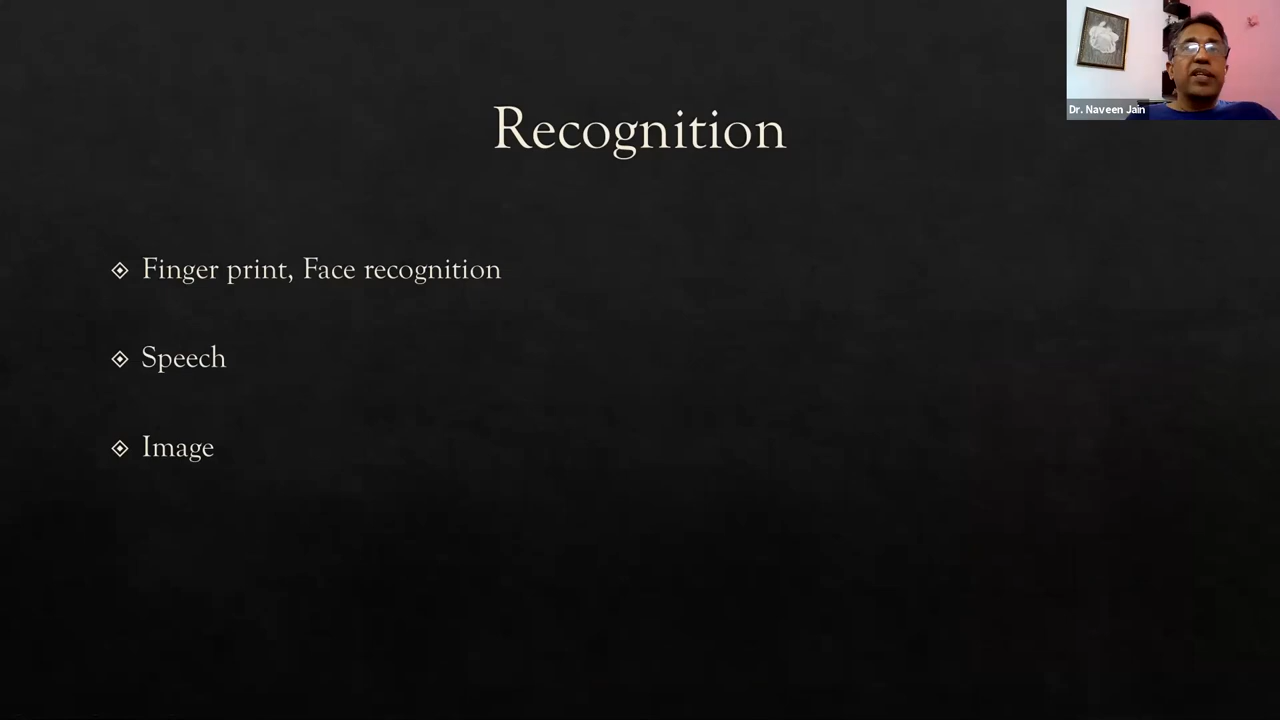 Recognition
Finger print, Face recognition
Speech
Image
Dr. Naveen Jain